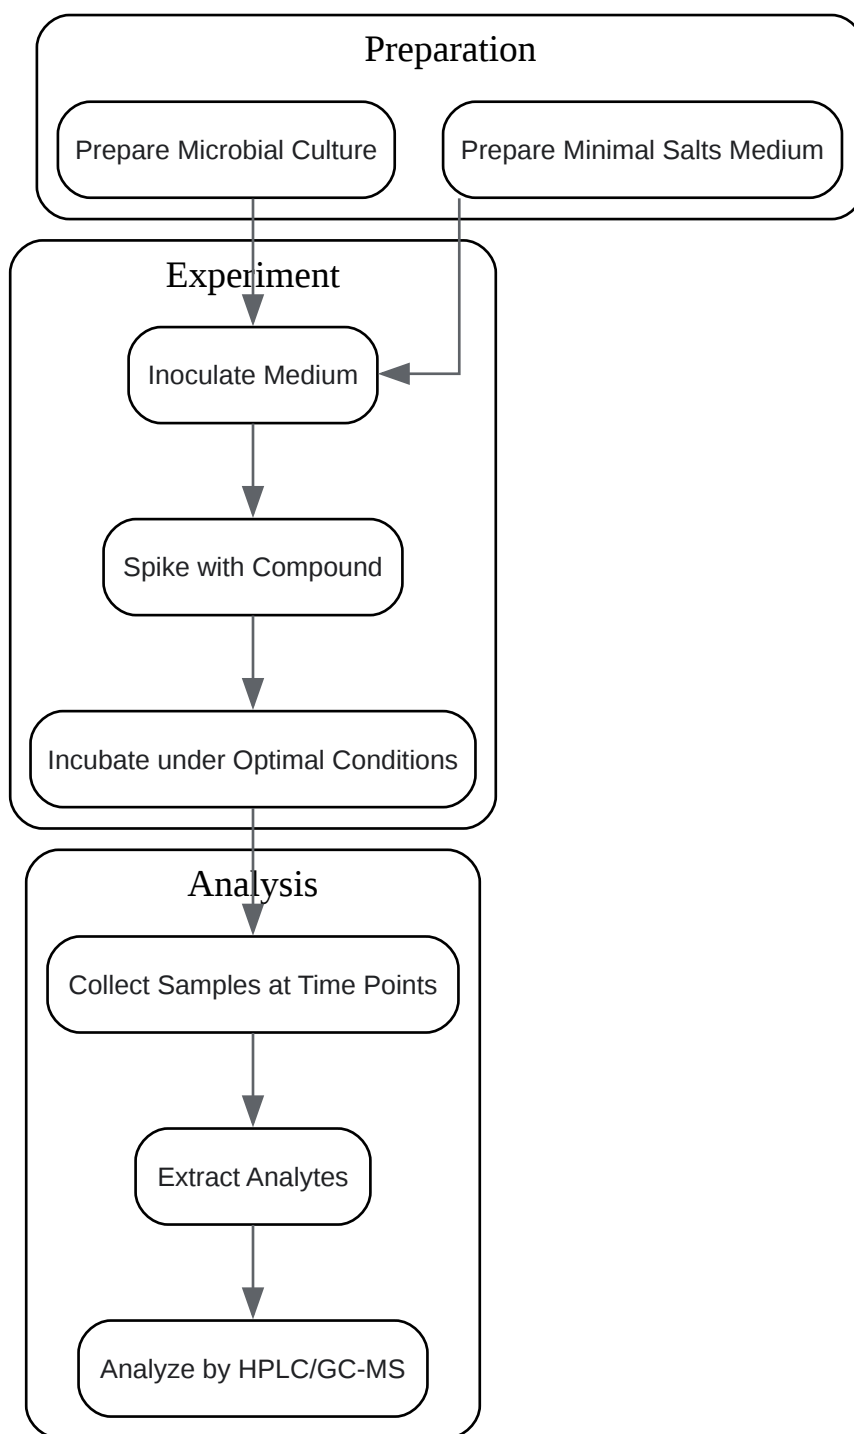 Preparation
Prepare Microbial Culture
Prepare Minimal Salts Medium
Experiment
Inoculate Medium
Spike with Compound
Incubate under Optimal Conditions
Analysis
Collect Samples at Time Points
Extract Analytes
Analyze by HPLC/GC-MS